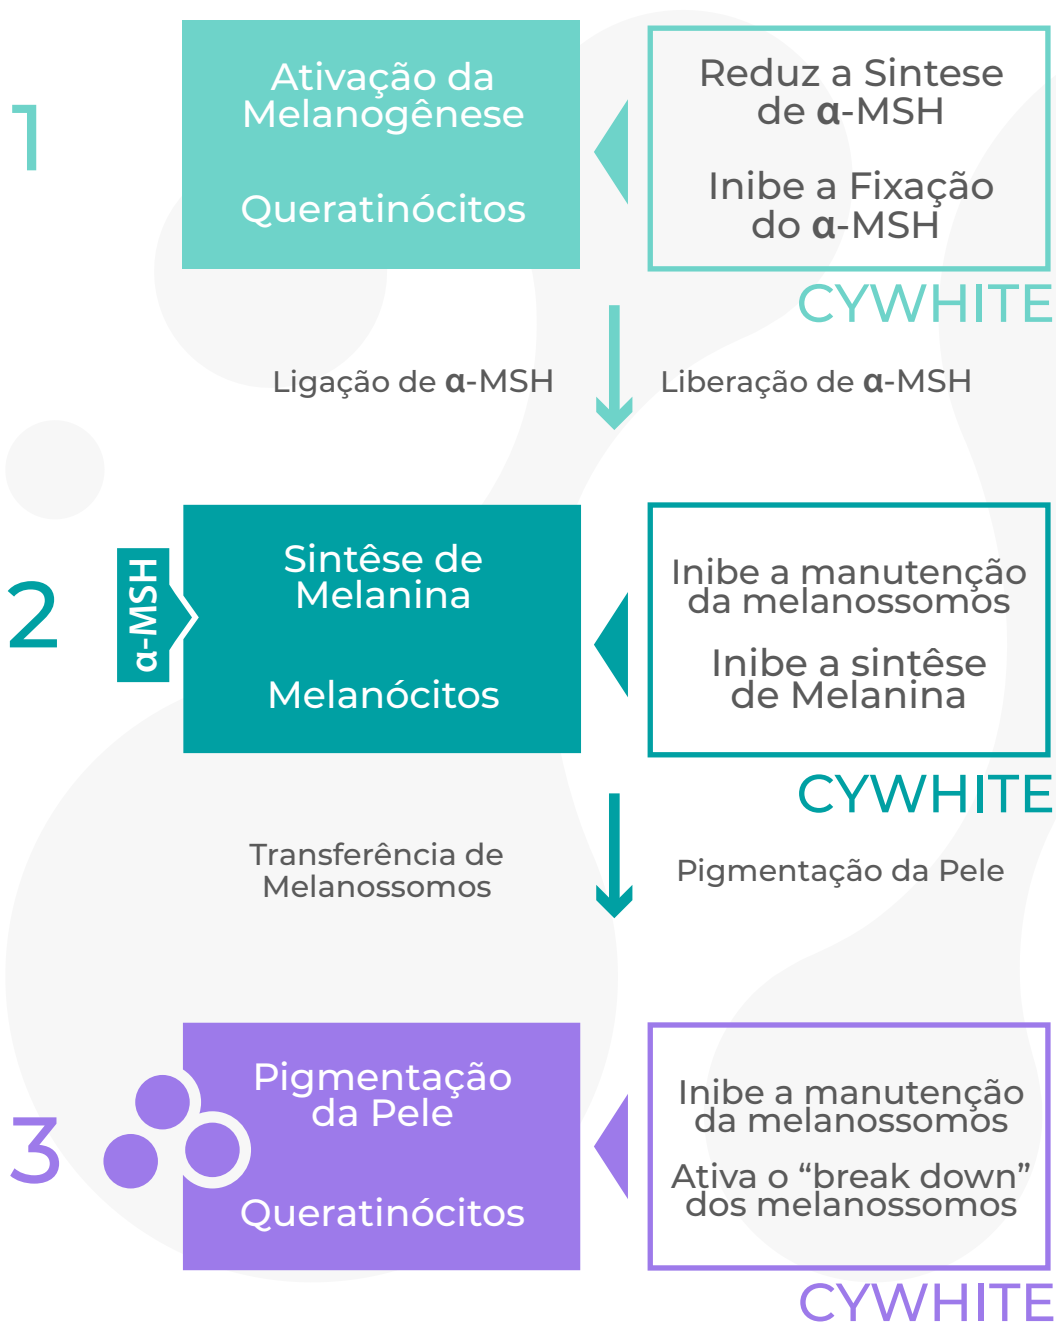 1
Ativação da
Melanogênese
Queratinócitos
Reduz a Sintese
de α-MSH
Inibe a Fixação
do α-MSH
CYWHITE
Ligação de α-MSH
Liberação de α-MSH
2
α-MSH
Sintêse de
Melanina
Melanócitos
Inibe a manutenção
da melanossomos
Inibe a sintêse
de Melanina
CYWHITE
Transferência de
Melanossomos
Pigmentação da Pele
3
Pigmentação
da Pele
Queratinócitos
Inibe a manutenção
da melanossomos
Ativa o “break down”
dos melanossomos
CYWHITE